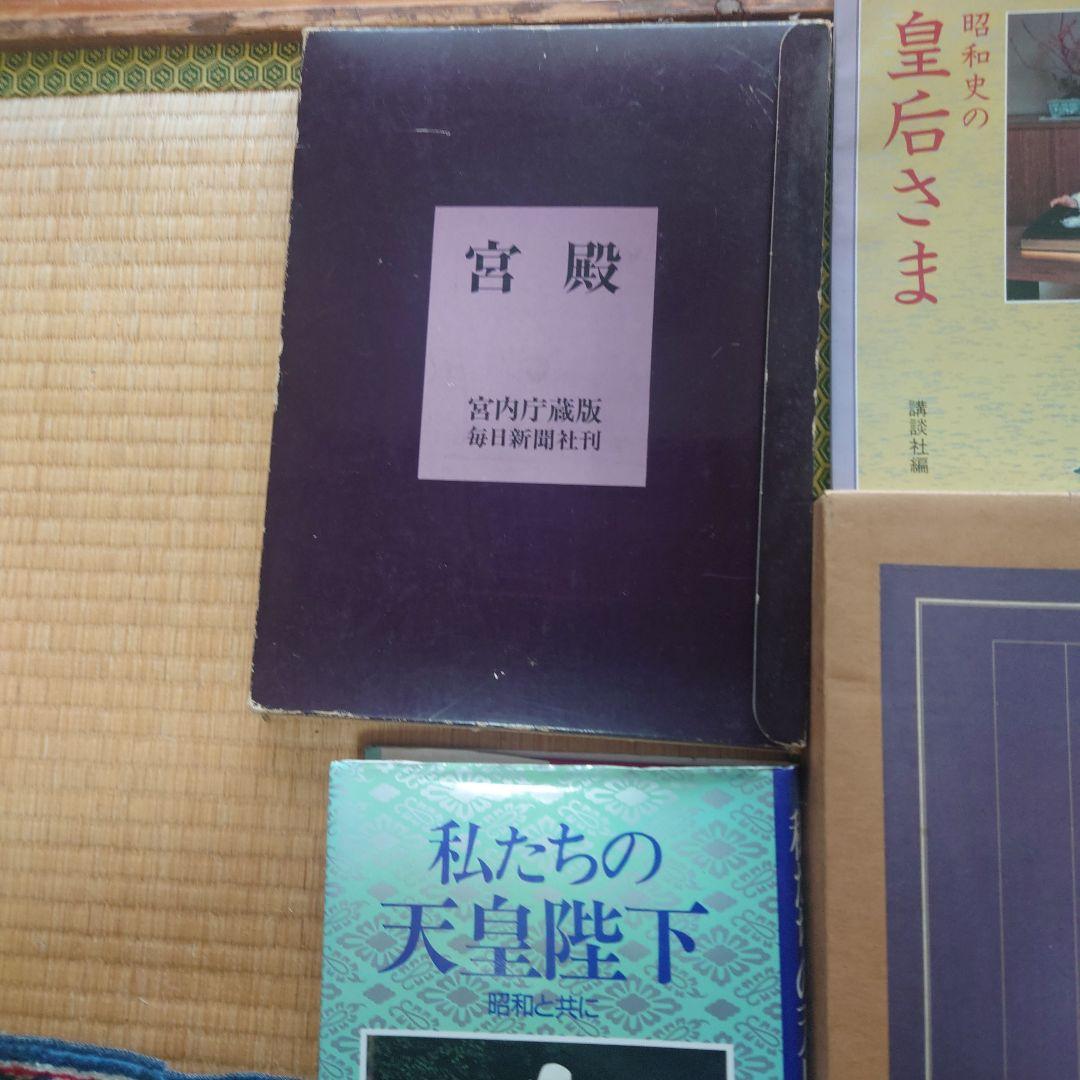 宮殿
宮内庁蔵版
毎日新聞社刊
昭和史の
皇后さま
講談社編
私たちの
天皇陛下
昭和と共に